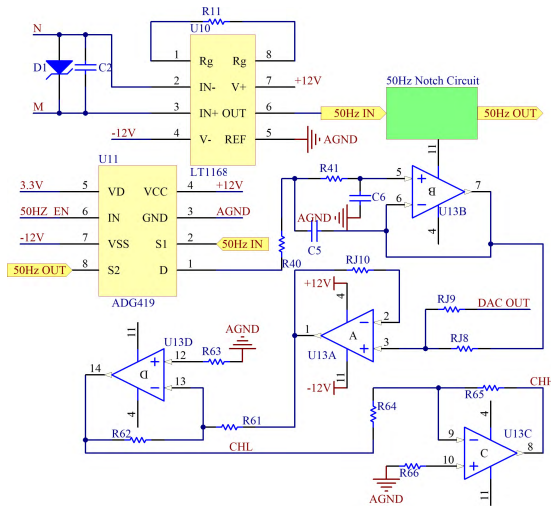 R11
N
U10
1
Rg
Rg
8
D1
C2
2
IN-
V+
7
+12V
50Hz Notch Circuit
M
3
IN+
OUT
6
50Hz IN
50Hz OUT
-12V
4
V-
REF
5
AGND
11
LT1168
U11
3.3V
5
VD
VCC
4
+12V
R41
5
+
C6
B
7
50HZ_EN
6
IN
GND
3
AGND
AGND
6
−
U13B
-12V
7
VSS
S1
2
50Hz IN
C5
4
50Hz OUT
8
S2
D
1
R40
ADG419
RJ10
+12V
4
RJ9
DAC OUT
11
AGND
2
−
U13D
1
A
12
+
R63
U13A
3
+
RJ8
14
D
13
−
-12V
11
4
R61
R64
R65
CHH
R62
4
CHL
9
−
U13C
10
+
C
8
R66
AGND
11